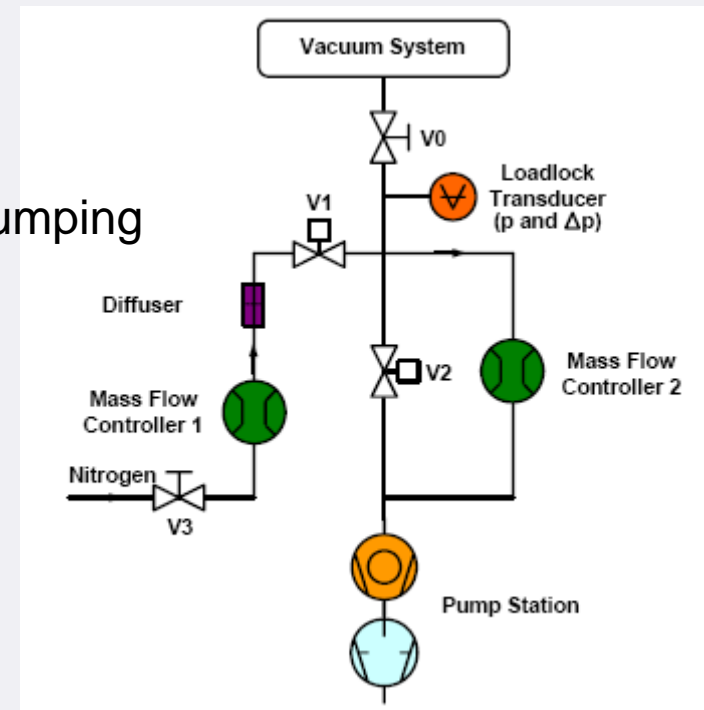 Vacuum System
V0
Loadlock
Transducer
(p and Δp)
umping
V1
Diffuser
V2
Mass Flow
Controller 2
Mass Flow
Controller 1
Nitrogen
V3
Pump Station